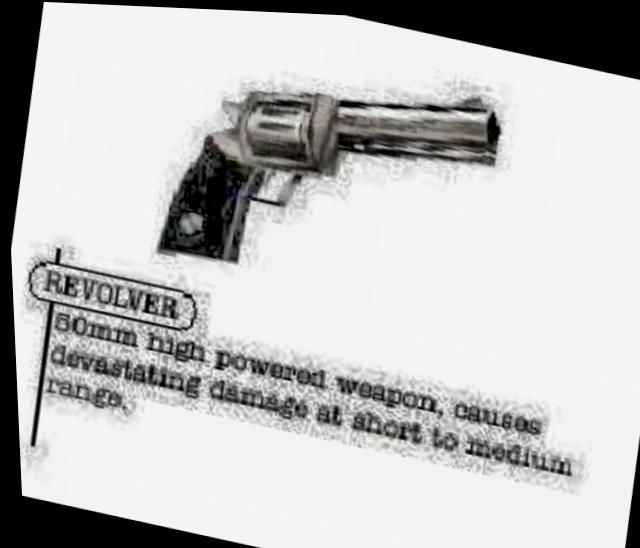 REVOLVER
50mm high powered weapon, causes
devastating damage at short to medium
range.